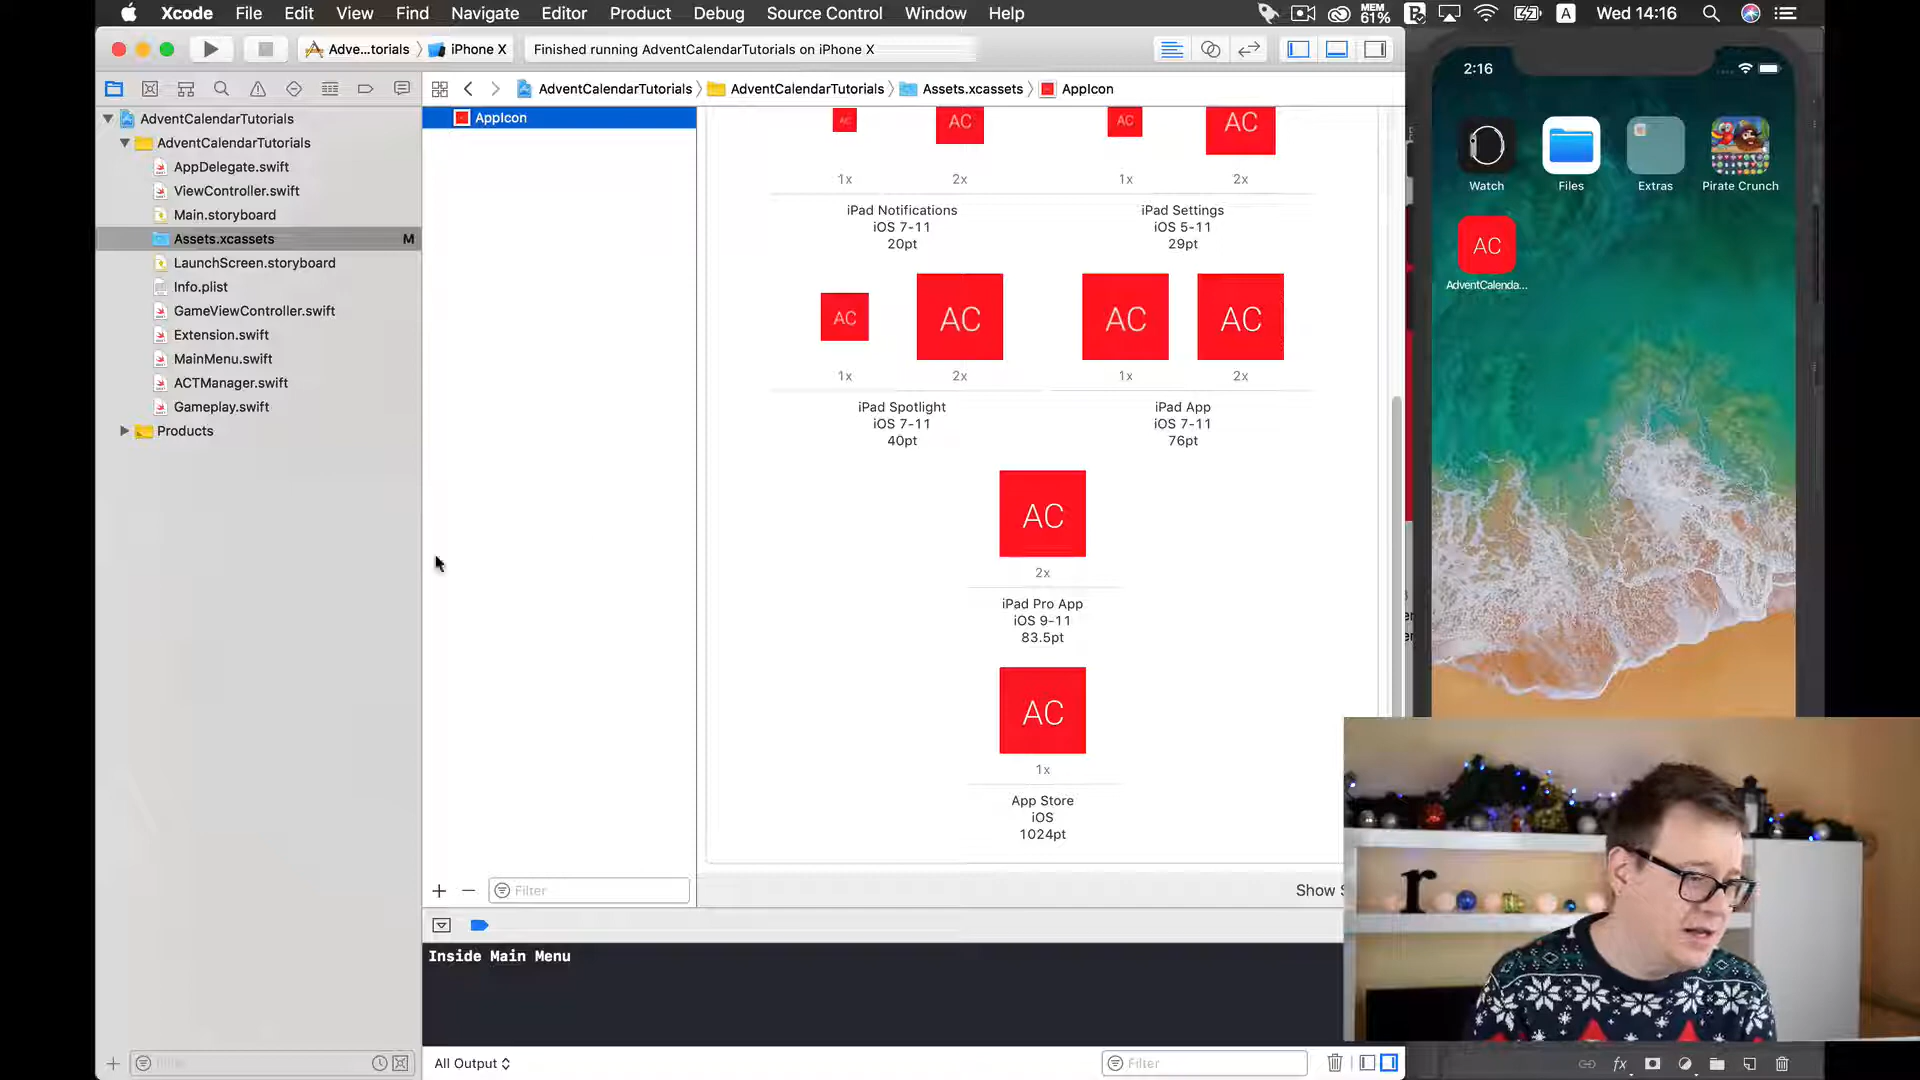 Xcode File Edit View Find Navigate Editor Product Debug Source Control Window Help MEM 61% A Wed 14:16
Adve...torials iPhone X Finished running AdventCalendarTutorials on iPhone X
AdventCalendarTutorials AdventCalendarTutorials Assets.xcassets AppIcon
AdventCalendarTutorials
AdventCalendarTutorials
AppDelegate.swift
ViewController.swift
Main.storyboard
Assets.xcassets M
LaunchScreen.storyboard
Info.plist
GameViewController.swift
Extension.swift
MainMenu.swift
ACTManager.swift
Gameplay.swift
Products
Filter
AppIcon
Filter
AC AC AC AC
1x 2x 1x 2x
iPad Notifications
iOS 7-11
20pt
iPad Settings
iOS 5-11
29pt
AC AC AC AC
1x 2x 1x 2x
iPad Spotlight
iOS 7-11
40pt
iPad App
iOS 7-11
76pt
AC
2x
iPad Pro App
iOS 9-11
83.5pt
AC
1x
App Store
iOS
1024pt
Show
Inside Main Menu
All Output
Filter
2:16
Watch Files Extras Pirate Crunch
AC
AdventCalenda...
r
fx